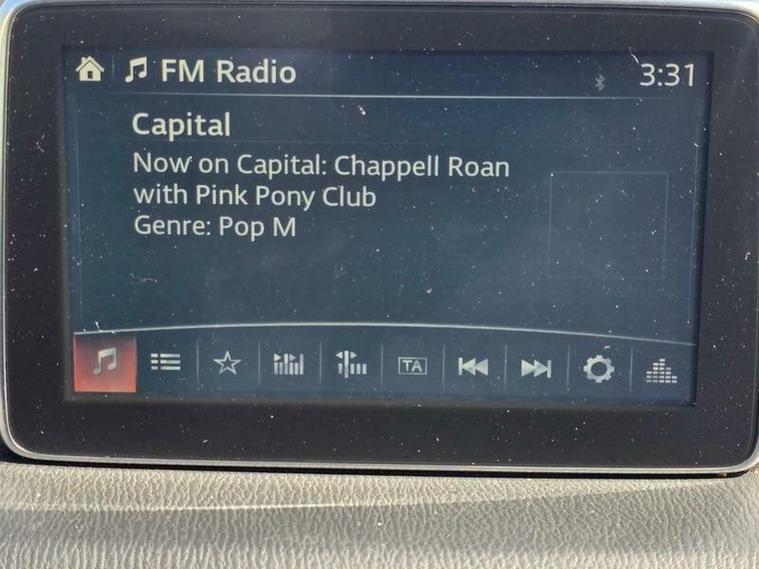 FM Radio
3:31
Capital
Now on Capital: Chappell Roan
with Pink Pony Club
Genre: Pop M
TA